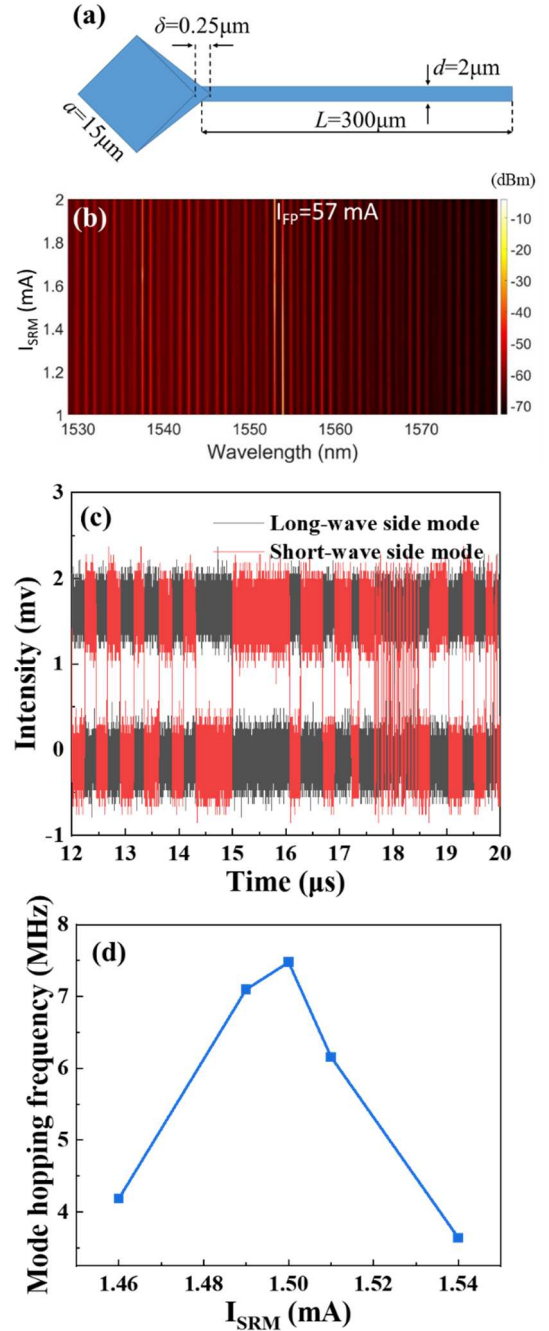 (a)
δ=0.25μm
d=2μm
a=15μm
L=300μm
(dBm)
(b)
I_FP=57 mA
2
1.8
1.6
1.4
1.2
1
I_SRM (mA)
1530
1540
1550
1560
1570
Wavelength (nm)
-10
-20
-30
-40
-50
-60
-70
(c)
Long-wave side mode
Short-wave side mode
3
2
1
0
-1
Intensity (mv)
12
13
14
15
16
17
18
19
20
Time (μs)
(d)
8
7
6
5
4
Mode hopping frequency (MHz)
1.46
1.48
1.50
1.52
1.54
I_SRM (mA)